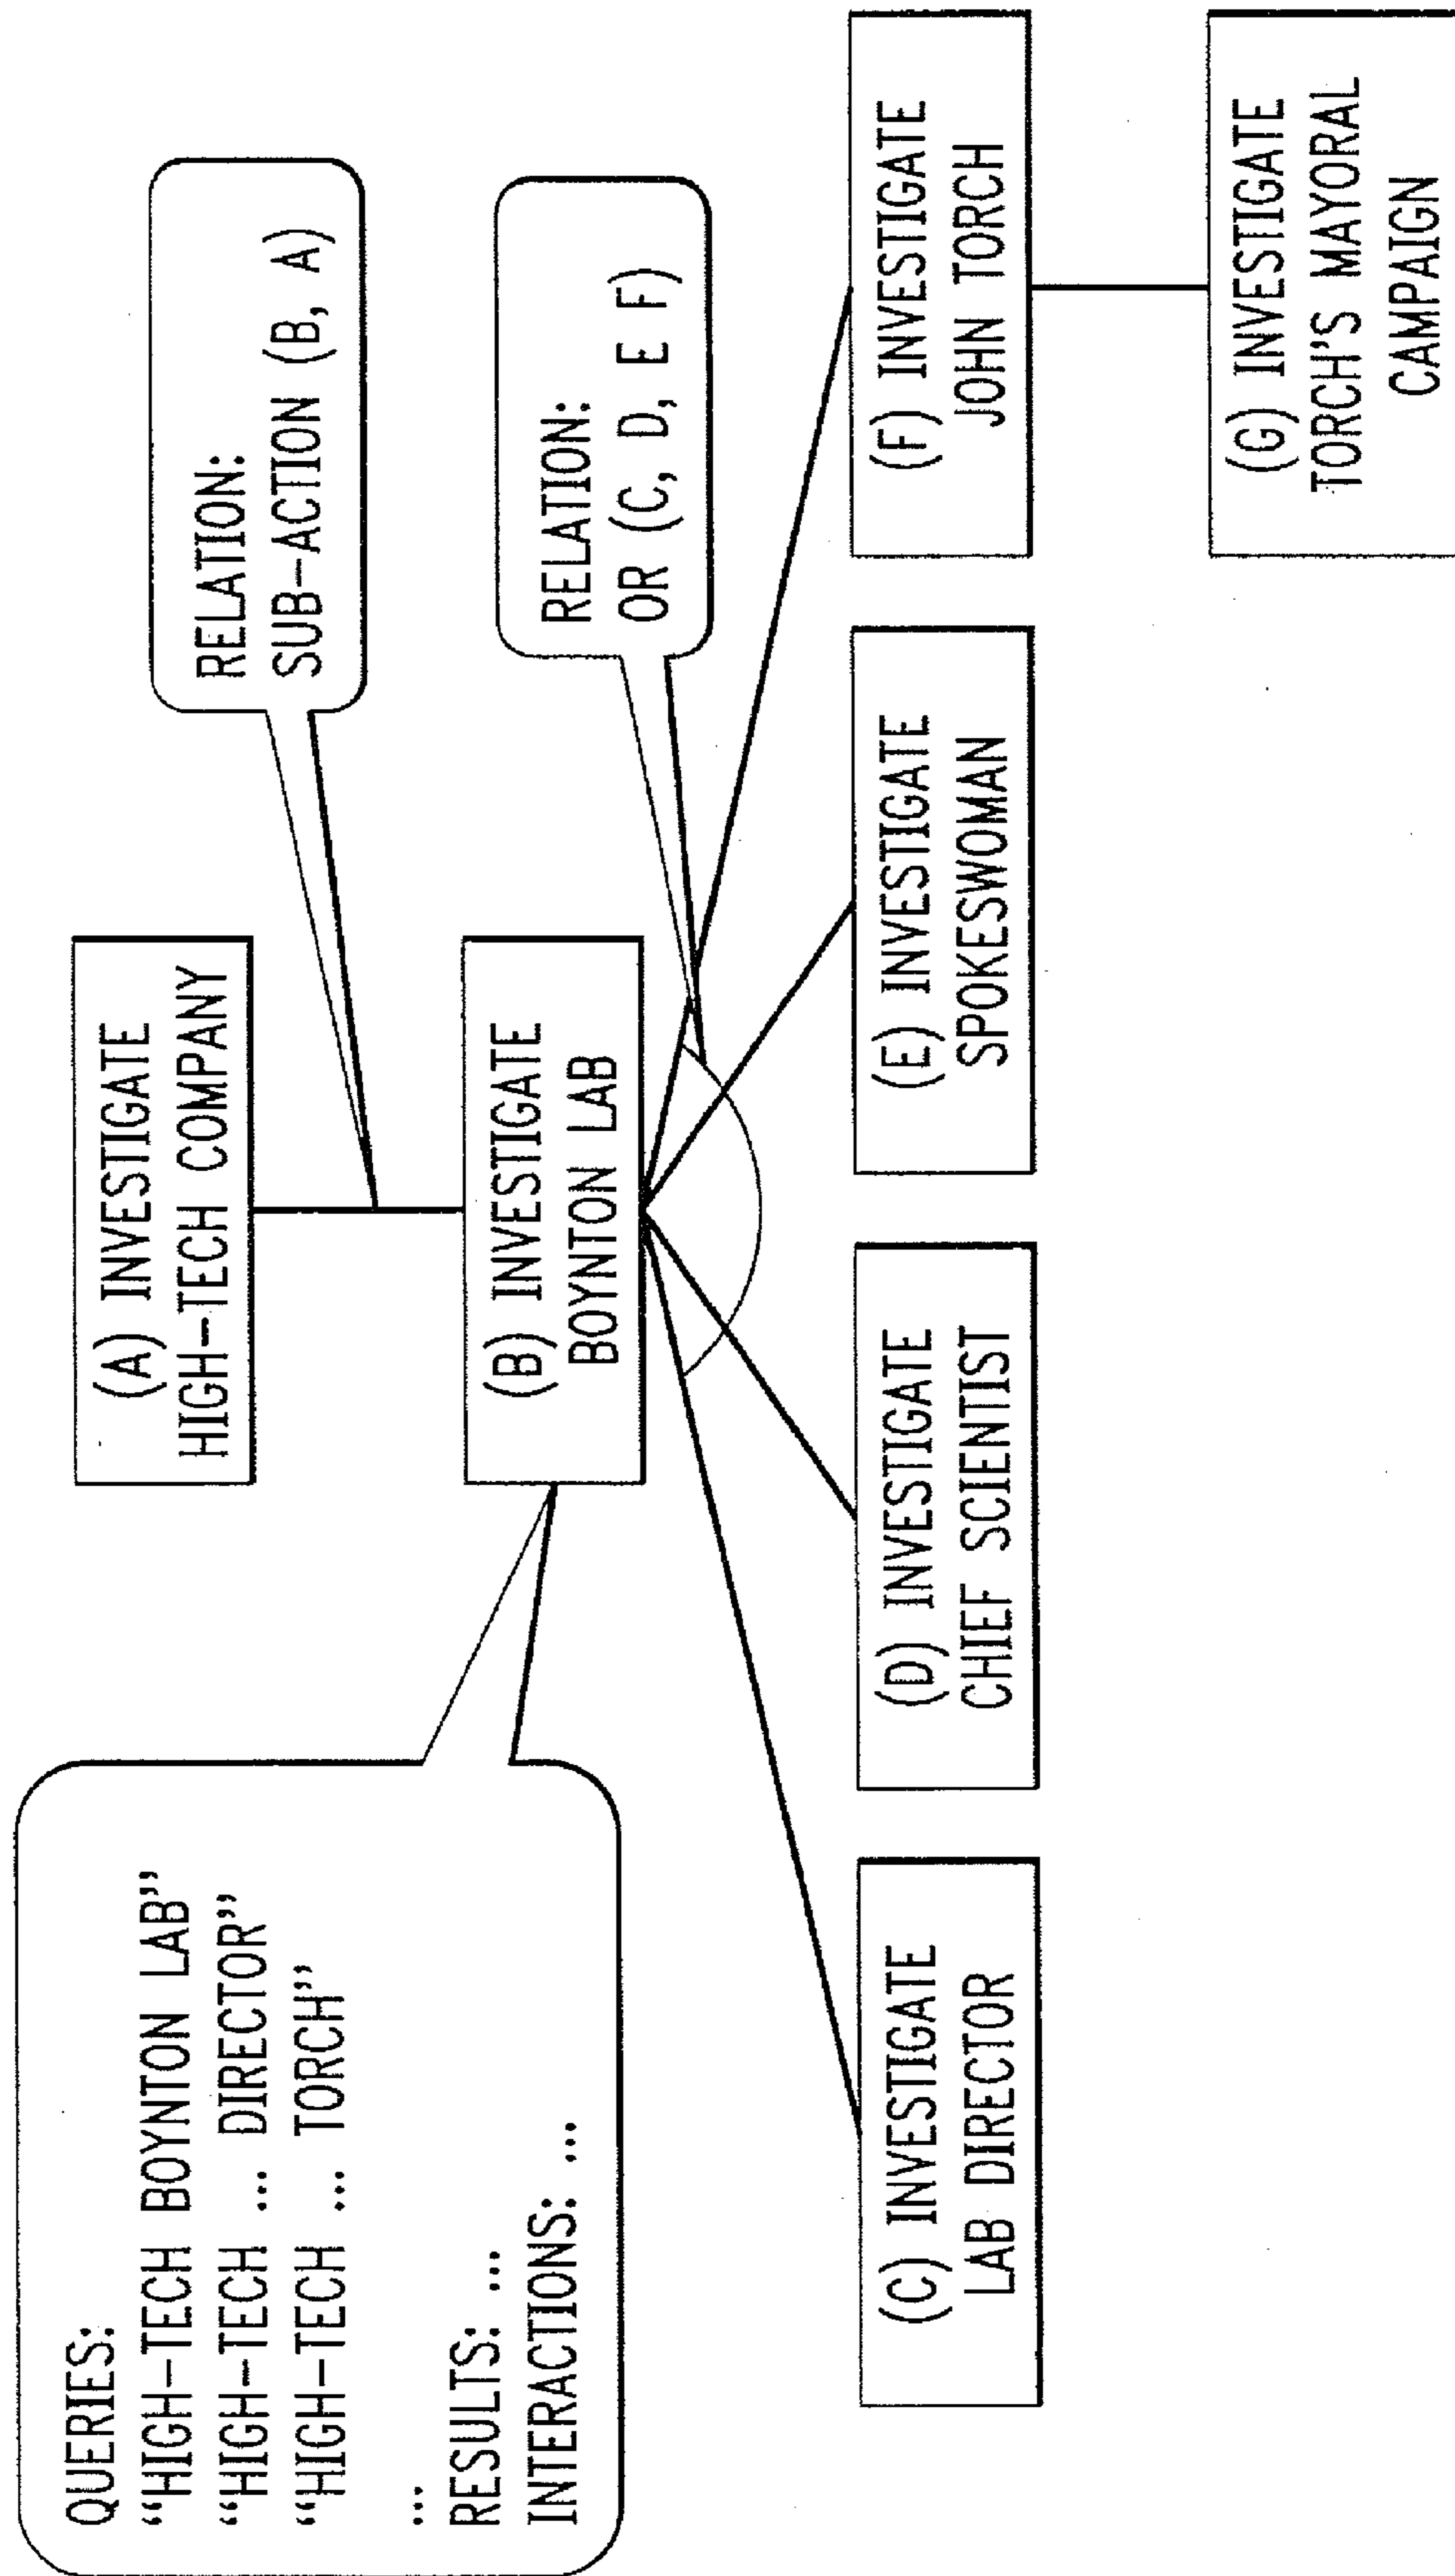 QUERIES:
“HIGH-TECH BOYNTON LAB”
“HIGH-TECH ... DIRECTOR”
“HIGH-TECH ... TORCH”
...
RESULTS: ...
INTERACTIONS: ...
(A) INVESTIGATE
HIGH-TECH COMPANY
RELATION:
SUB-ACTION (B, A)
(B) INVESTIGATE
BOYNTON LAB
RELATION:
OR (C, D, E F)
(C) INVESTIGATE
LAB DIRECTOR
(D) INVESTIGATE
CHIEF SCIENTIST
(E) INVESTIGATE
SPOKESWOMAN
(F) INVESTIGATE
JOHN TORCH
(G) INVESTIGATE
TORCH'S MAYORAL
CAMPAIGN